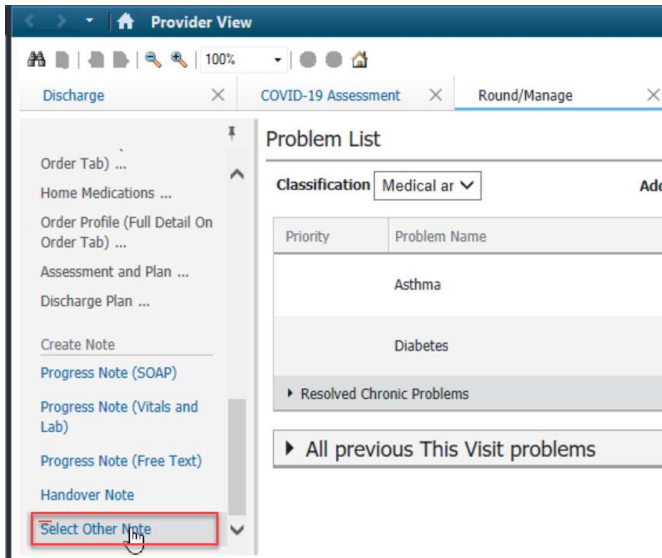 Provider View
100%
Discharge
COVID-19 Assessment
Round/Manage
Order Tab) ...
Home Medications ...
Order Profile (Full Detail On
Order Tab) ...
Assessment and Plan ...
Discharge Plan ...
Create Note
Progress Note (SOAP)
Progress Note (Vitals and
Lab)
Progress Note (Free Text)
Handover Note
Select Other Note
Problem List
Classification Medical ar
Add
Priority Problem Name
Asthma
Diabetes
Resolved Chronic Problems
All previous This Visit problems